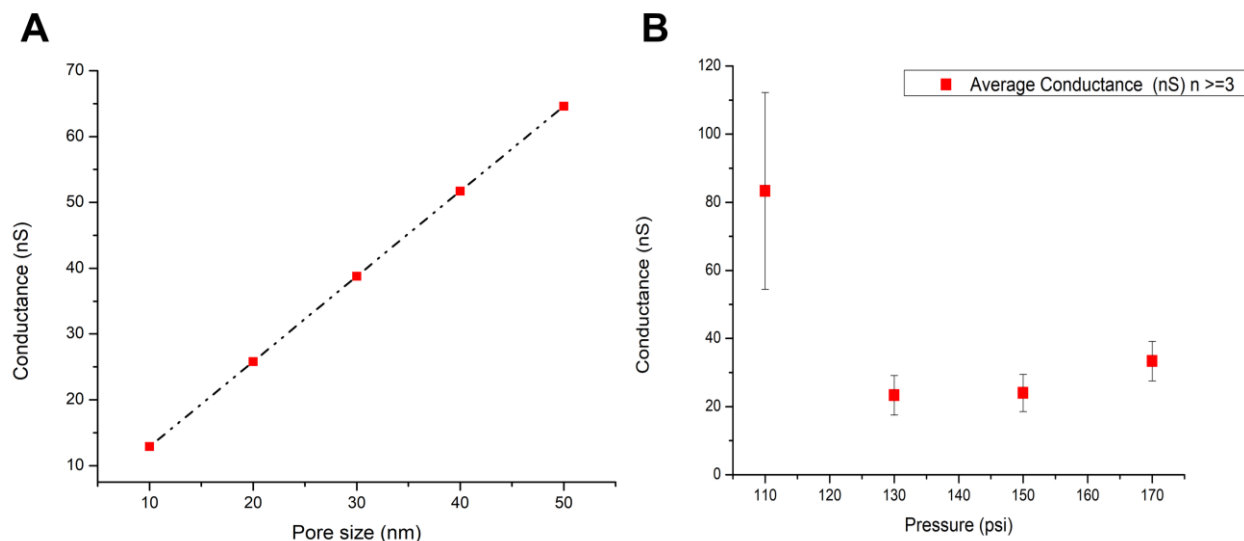 A
70
60
50
40
30
20
10
Conductance (nS)
10 20 30 40 50
Pore size (nm)
B
120
100
80
60
40
20
0
Conductance (nS)
Average Conductance (nS) n >=3
110 120 130 140 150 160 170
Pressure (psi)